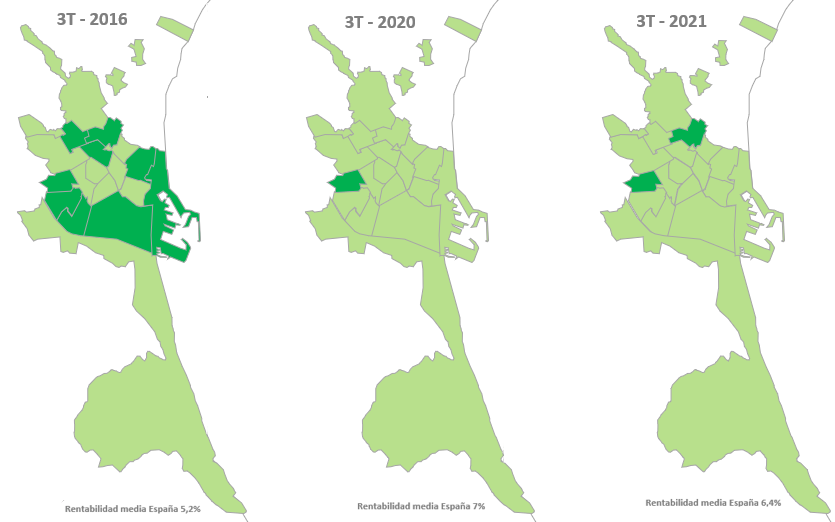 3T - 2016
3T - 2020
3T - 2021
Rentabilidad media España 5,2%
Rentabilidad media España 7%
Rentabilidad media España 6,4%